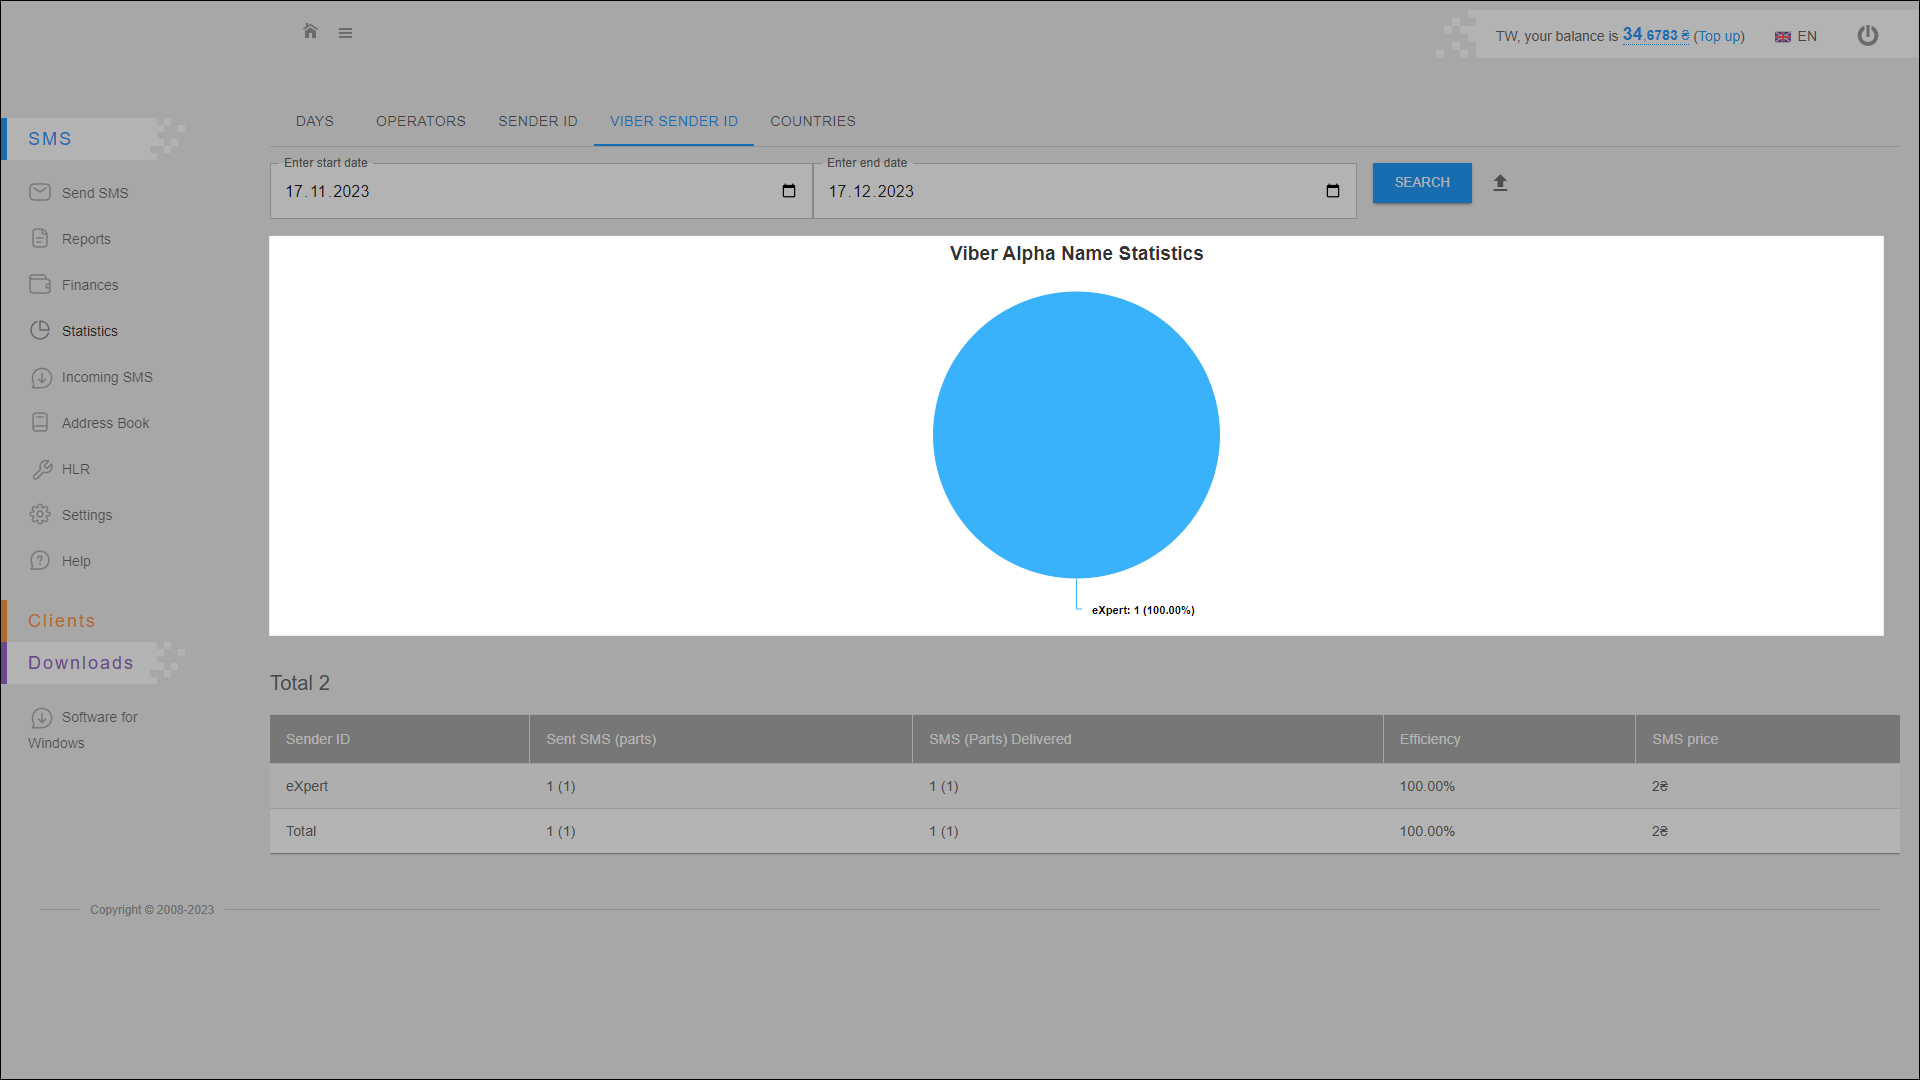 TW, your balance is 34,6783 ₴ (Top up)
EN
SMS
Send SMS
Reports
Finances
Statistics
Incoming SMS
Address Book
HLR
Settings
Help
Clients
Downloads
Software for
Windows
DAYS OPERATORS SENDER ID VIBER SENDER ID COUNTRIES
Enter start date Enter end date
17.11.2023 17.12.2023 SEARCH
Viber Alpha Name Statistics
eXpert: 1 (100.00%)
Total 2
Sender ID Sent SMS (parts) SMS (Parts) Delivered Efficiency SMS price
eXpert 1 (1) 1 (1) 100.00% 2₴
Total 1 (1) 1 (1) 100.00% 2₴
Copyright © 2008-2023